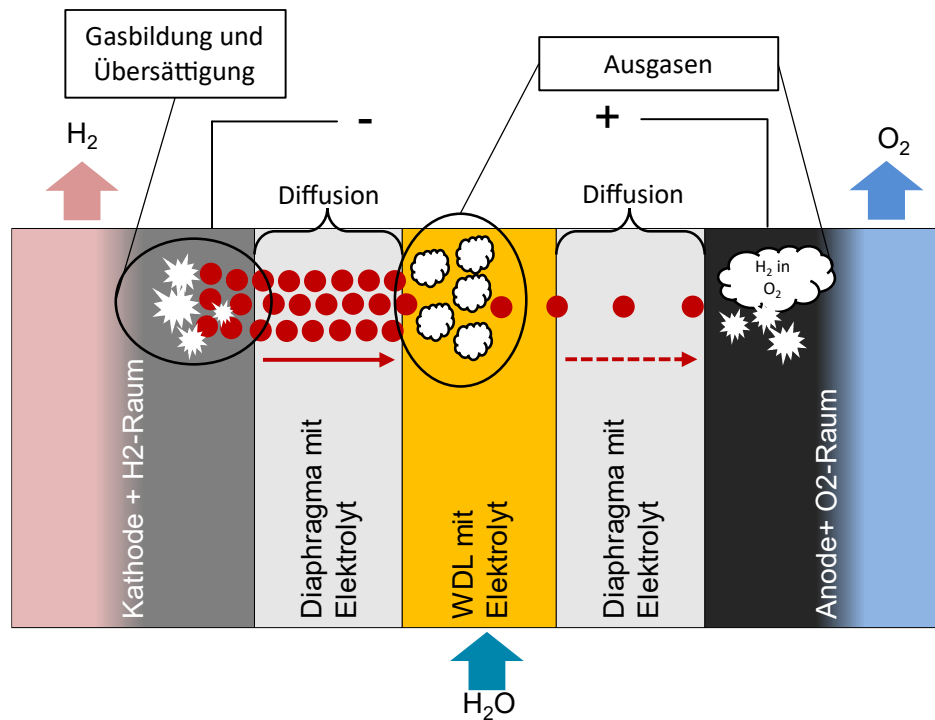 Gasbildung und
Übersättigung
Ausgasen
-
+
H₂
O₂
Diffusion
Diffusion
H₂ in
O₂
Kathode + H2-Raum
Diaphragma mit
Elektrolyt
WDL mit
Elektrolyt
Diaphragma mit
Elektrolyt
Anode+ O2-Raum
H₂O